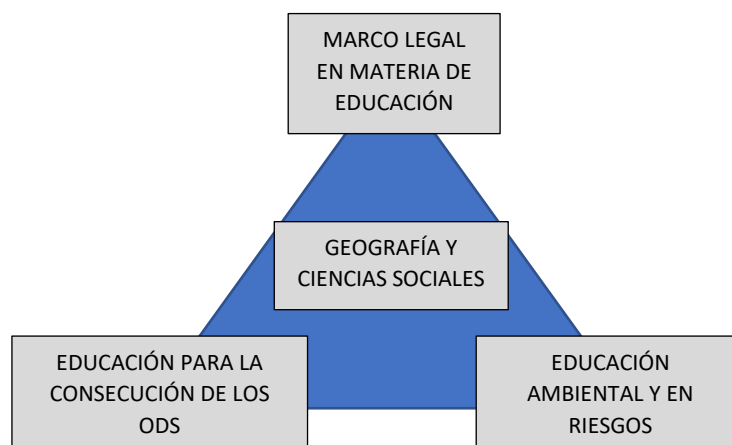 MARCO LEGAL
EN MATERIA DE
EDUCACIÓN
GEOGRAFÍA Y
CIENCIAS SOCIALES
EDUCACIÓN PARA LA
CONSECUCIÓN DE LOS
ODS
EDUCACIÓN
AMBIENTAL Y EN
RIESGOS